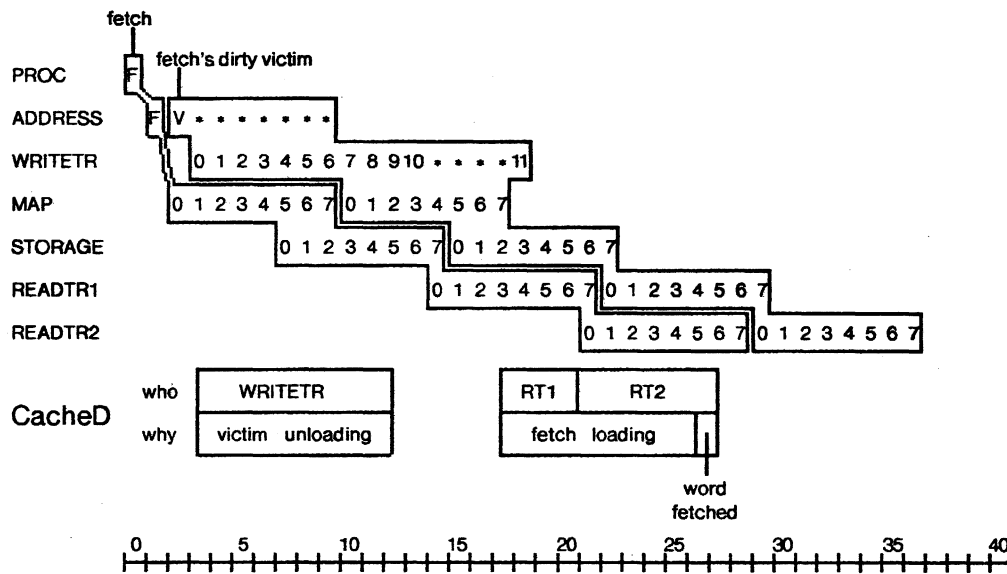 fetch
fetch's dirty victim
PROC F
ADDRESS F V * * * * * * *
WRITETR 0 1 2 3 4 5 6 7 8 9 10 * * * * 11
MAP 0 1 2 3 4 5 6 7 0 1 2 3 4 5 6 7
STORAGE 0 1 2 3 4 5 6 7 0 1 2 3 4 5 6 7
READTR1 0 1 2 3 4 5 6 7 0 1 2 3 4 5 6 7
READTR2 0 1 2 3 4 5 6 7 0 1 2 3 4 5 6 7
who WRITETR RT1 RT2
CacheD
why victim unloading fetch loading
word
fetched
0 5 10 15 20 25 30 35 40